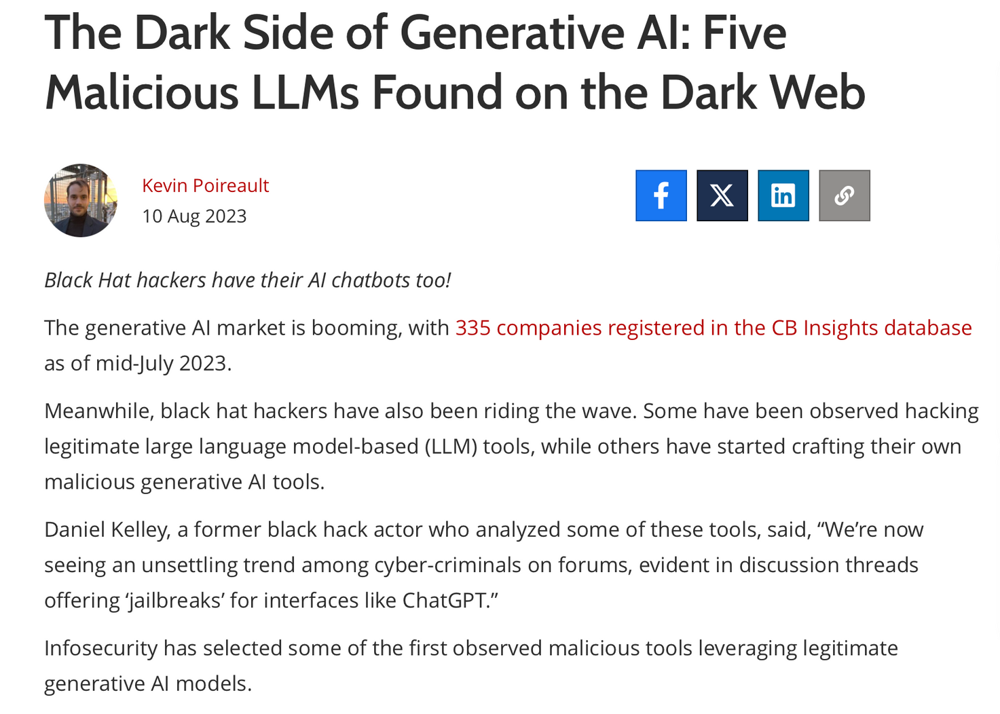 The Dark Side of Generative AI: Five
Malicious LLMs Found on the Dark Web
Kevin Poireault
10 Aug 2023
Black Hat hackers have their AI chatbots too!
The generative AI market is booming, with 335 companies registered in the CB Insights database
as of mid-July 2023.
Meanwhile, black hat hackers have also been riding the wave. Some have been observed hacking
legitimate large language model-based (LLM) tools, while others have started crafting their own
malicious generative AI tools.
Daniel Kelley, a former black hack actor who analyzed some of these tools, said, “We’re now
seeing an unsettling trend among cyber-criminals on forums, evident in discussion threads
offering ‘jailbreaks’ for interfaces like ChatGPT.”
Infosecurity has selected some of the first observed malicious tools leveraging legitimate
generative AI models.